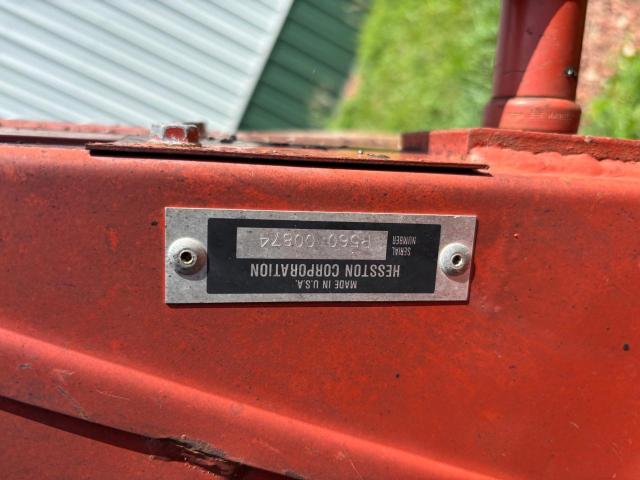 MADE IN U.S.A.
HESSTON CORPORATION
SERIAL NUMBER R560-00874